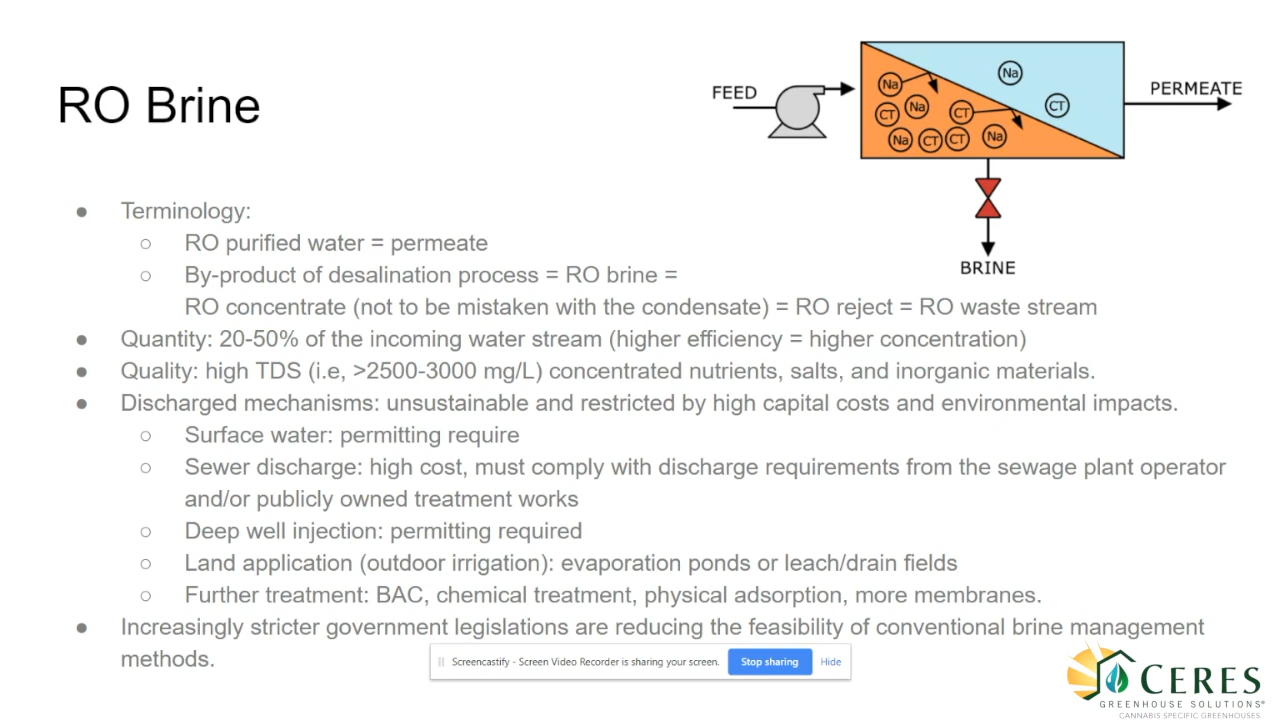 RO Brine
FEED
Na
Na
CT
Na
CT
Na
CT
CT
Na
CT
PERMEATE
BRINE
● Terminology:
○ RO purified water = permeate
○ By-product of desalination process = RO brine =
RO concentrate (not to be mistaken with the condensate) = RO reject = RO waste stream
● Quantity: 20-50% of the incoming water stream (higher efficiency = higher concentration)
● Quality: high TDS (i.e, >2500-3000 mg/L) concentrated nutrients, salts, and inorganic materials.
● Discharged mechanisms: unsustainable and restricted by high capital costs and environmental impacts.
○ Surface water: permitting require
○ Sewer discharge: high cost, must comply with discharge requirements from the sewage plant operator
and/or publicly owned treatment works
○ Deep well injection: permitting required
○ Land application (outdoor irrigation): evaporation ponds or leach/drain fields
○ Further treatment: BAC, chemical treatment, physical adsorption, more membranes.
● Increasingly stricter government legislations are reducing the feasibility of conventional brine management
methods.
Screencastify - Screen Video Recorder is sharing your screen. Stop sharing Hide
CERES
GREENHOUSE SOLUTIONS®
CANNABIS SPECIFIC GREENHOUSES